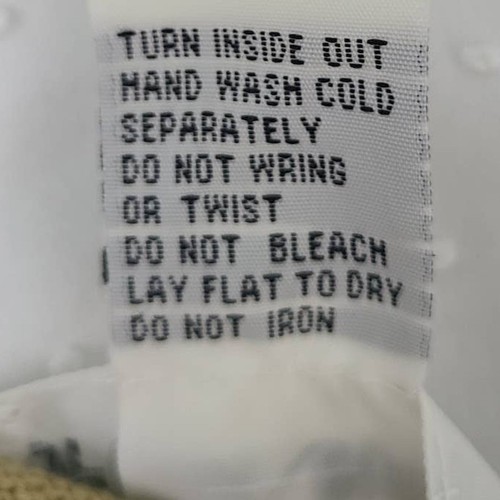 TURN INSIDE OUT
HAND WASH COLD
SEPARATELY
DO NOT WRING
OR TWIST
DO NOT BLEACH
LAY FLAT TO DRY
DO NOT IRON